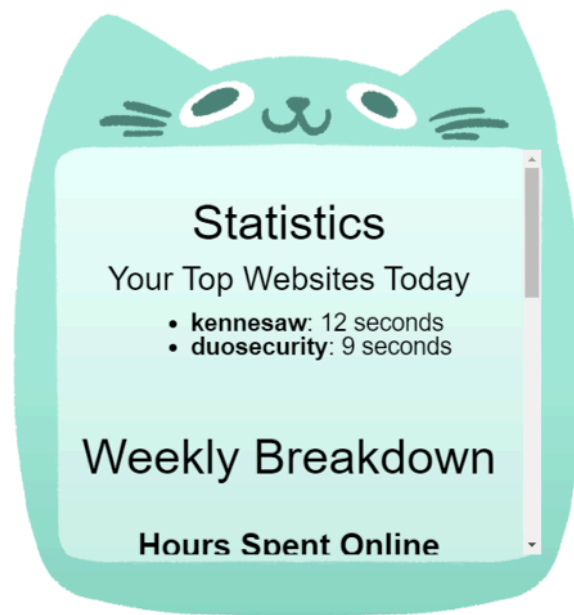 Statistics
Your Top Websites Today
• kennesaw: 12 seconds
• duosecurity: 9 seconds
Weekly Breakdown
Hours Spent Online